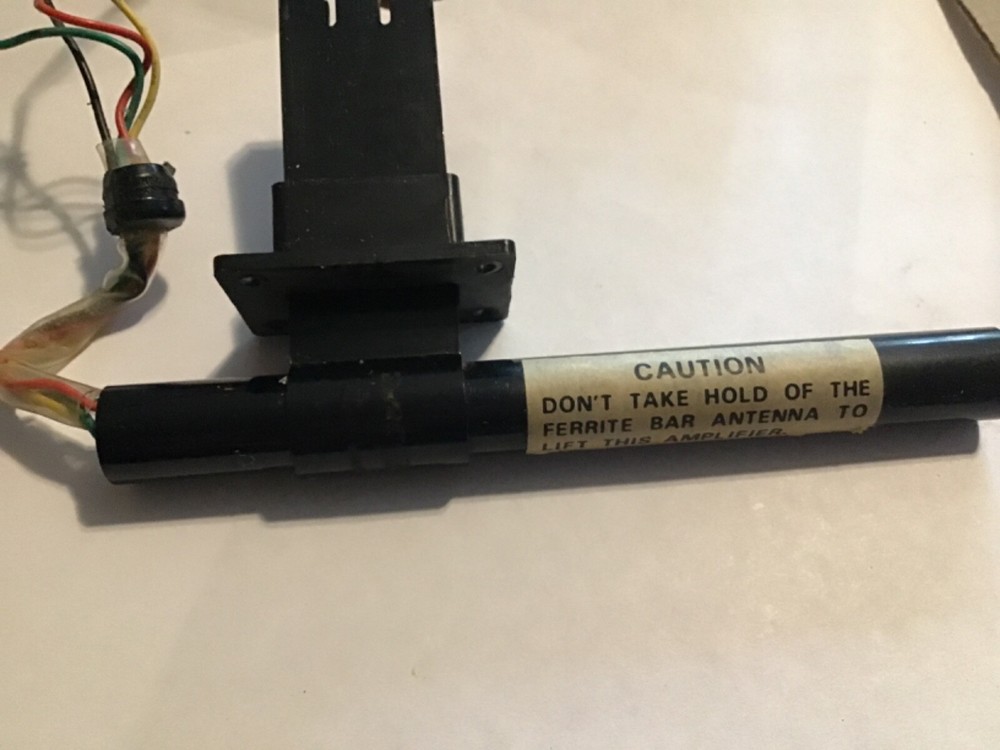 CAUTION
DON'T TAKE HOLD OF THE
FERRITE BAR ANTENNA TO
LIFT THIS AMPLIFIER.